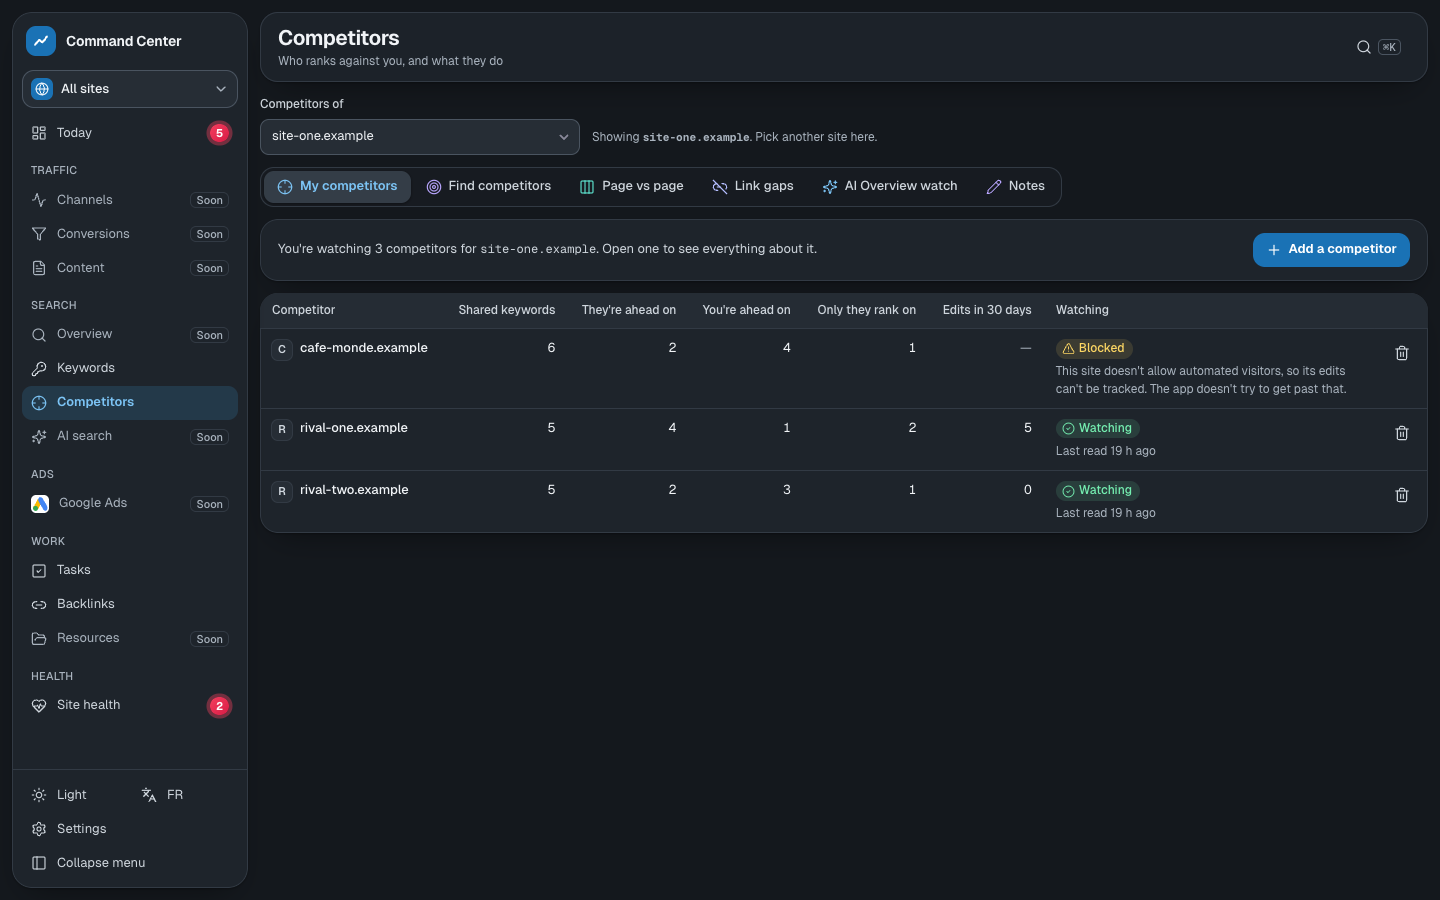 Command Center
All sites
Today 5
TRAFFIC
Channels Soon
Conversions Soon
Content Soon
SEARCH
Overview Soon
Keywords
Competitors
AI search Soon
ADS
Google Ads Soon
WORK
Tasks
Backlinks
Resources Soon
HEALTH
Site health 2
Light FR
Settings
Collapse menu
Competitors
Who ranks against you, and what they do
⌘K
Competitors of
site-one.example
Showing site-one.example. Pick another site here.
My competitors Find competitors Page vs page Link gaps AI Overview watch Notes
You're watching 3 competitors for site-one.example. Open one to see everything about it.
Add a competitor
Competitor Shared keywords They're ahead on You're ahead on Only they rank on Edits in 30 days Watching
C cafe-monde.example 6 2 4 1 — Blocked
This site doesn't allow automated visitors, so its edits
can't be tracked. The app doesn't try to get past that.
R rival-one.example 5 4 1 2 5 Watching
Last read 19 h ago
R rival-two.example 5 2 3 1 0 Watching
Last read 19 h ago